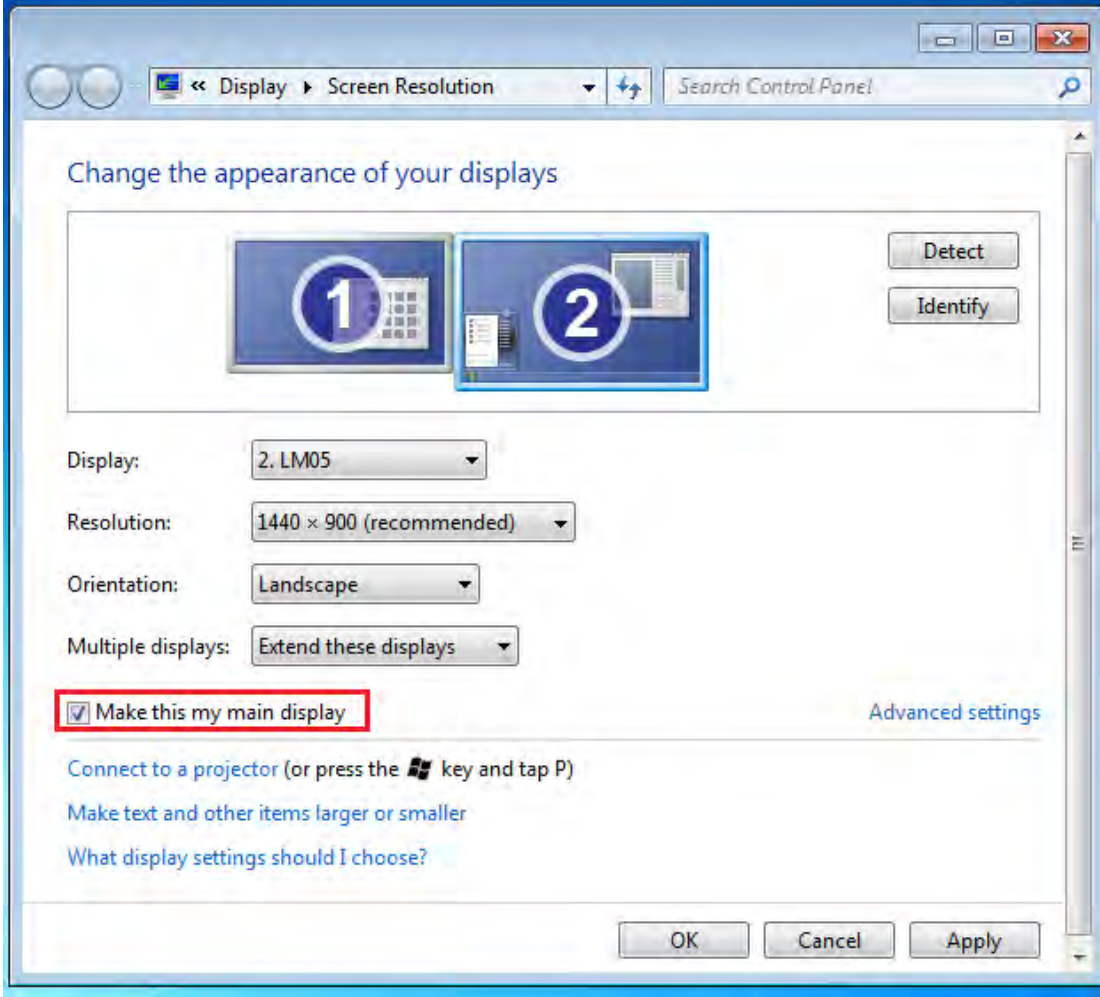 « Display ▸ Screen Resolution
Search Control Panel
Change the appearance of your displays
1
2
Detect
Identify
Display: 2. LM05
Resolution: 1440 × 900 (recommended)
Orientation: Landscape
Multiple displays: Extend these displays
Make this my main display
Advanced settings
Connect to a projector (or press the key and tap P)
Make text and other items larger or smaller
What display settings should I choose?
OK Cancel Apply